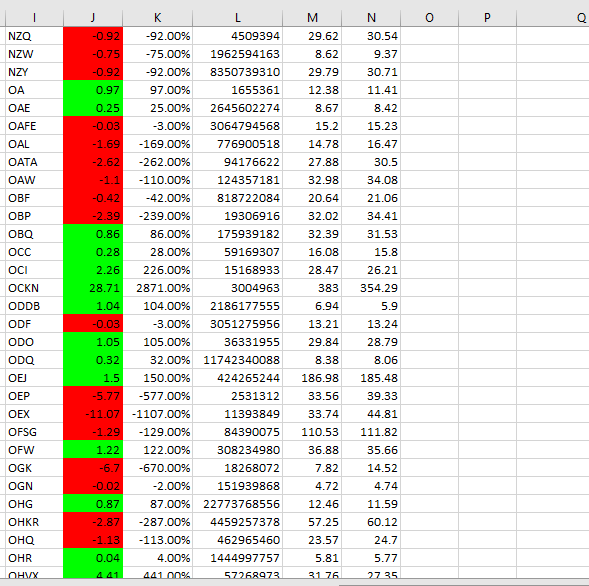 I J K L M N O P Q
NZQ -0.92 -92.00% 4509394 29.62 30.54
NZW -0.75 -75.00% 1962594163 8.62 9.37
NZY -0.92 -92.00% 8350739310 29.79 30.71
OA 0.97 97.00% 1655361 12.38 11.41
OAE 0.25 25.00% 2645602274 8.67 8.42
OAFE -0.03 -3.00% 3064794568 15.2 15.23
OAL -1.69 -169.00% 776900518 14.78 16.47
OATA -2.62 -262.00% 94176622 27.88 30.5
OAW -1.1 -110.00% 124357181 32.98 34.08
OBF -0.42 -42.00% 818722084 20.64 21.06
OBP -2.39 -239.00% 19306916 32.02 34.41
OBQ 0.86 86.00% 175939182 32.39 31.53
OCC 0.28 28.00% 59169307 16.08 15.8
OCI 2.26 226.00% 15168933 28.47 26.21
OCKN 28.71 2871.00% 3004963 383 354.29
ODDB 1.04 104.00% 2186177555 6.94 5.9
ODF -0.03 -3.00% 3051275956 13.21 13.24
ODO 1.05 105.00% 36331955 29.84 28.79
ODQ 0.32 32.00% 11742340088 8.38 8.06
OEJ 1.5 150.00% 424265244 186.98 185.48
OEP -5.77 -577.00% 2531312 33.56 39.33
OEX -11.07 -1107.00% 11393849 33.74 44.81
OFSG -1.29 -129.00% 84390075 110.53 111.82
OFW 1.22 122.00% 308234980 36.88 35.66
OGK -6.7 -670.00% 18268072 7.82 14.52
OGN -0.02 -2.00% 151939868 4.72 4.74
OHG 0.87 87.00% 22773768556 12.46 11.59
OHKR -2.87 -287.00% 4459257378 57.25 60.12
OHQ -1.13 -113.00% 462965460 23.57 24.7
OHR 0.04 4.00% 1444997757 5.81 5.77
OHVX 4.41 441.00% 57268973 31.76 27.35